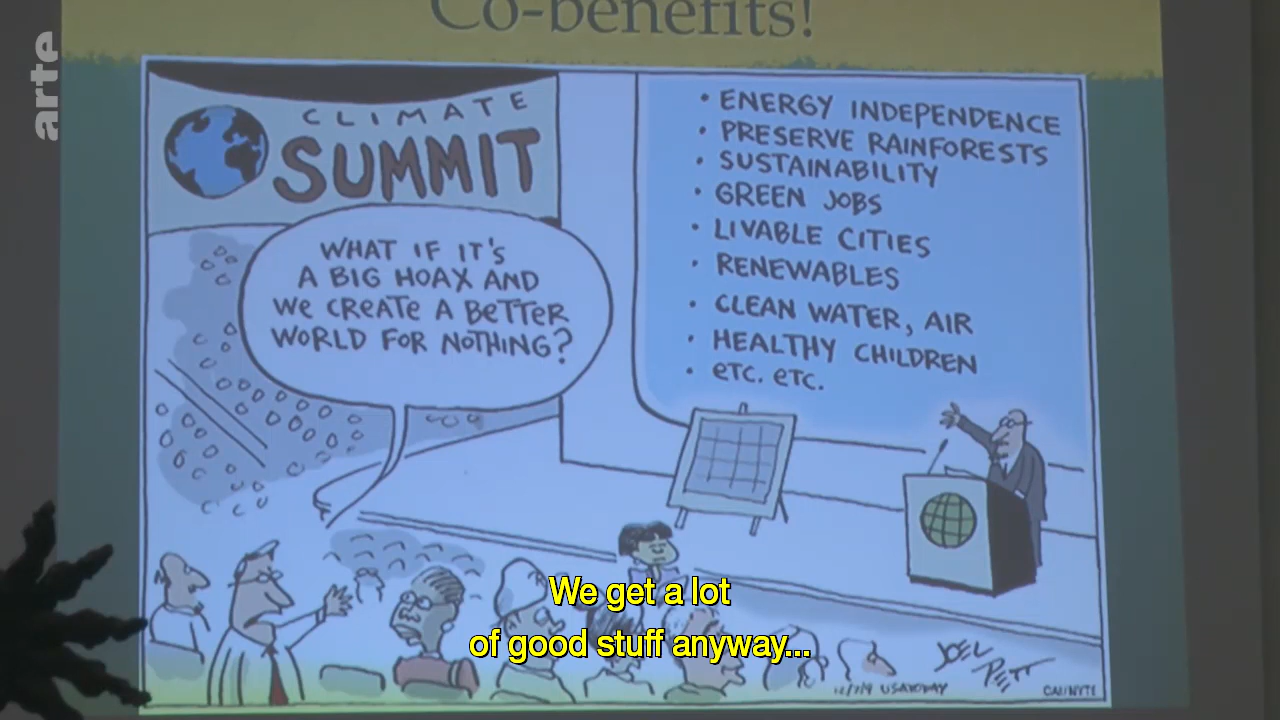 Co-benefits!
arte
CLIMATE
SUMMIT
WHAT IF IT'S
A BIG HOAX AND
WE CREATE A BETTER
WORLD FOR NOTHING?
• ENERGY INDEPENDENCE
• PRESERVE RAINFORESTS
• SUSTAINABILITY
• GREEN JOBS
• LIVABLE CITIES
• RENEWABLES
• CLEAN WATER, AIR
• HEALTHY CHILDREN
• ETC. ETC.
We get a lot
of good stuff anyway...
JOEL
PETT
USA TODAY